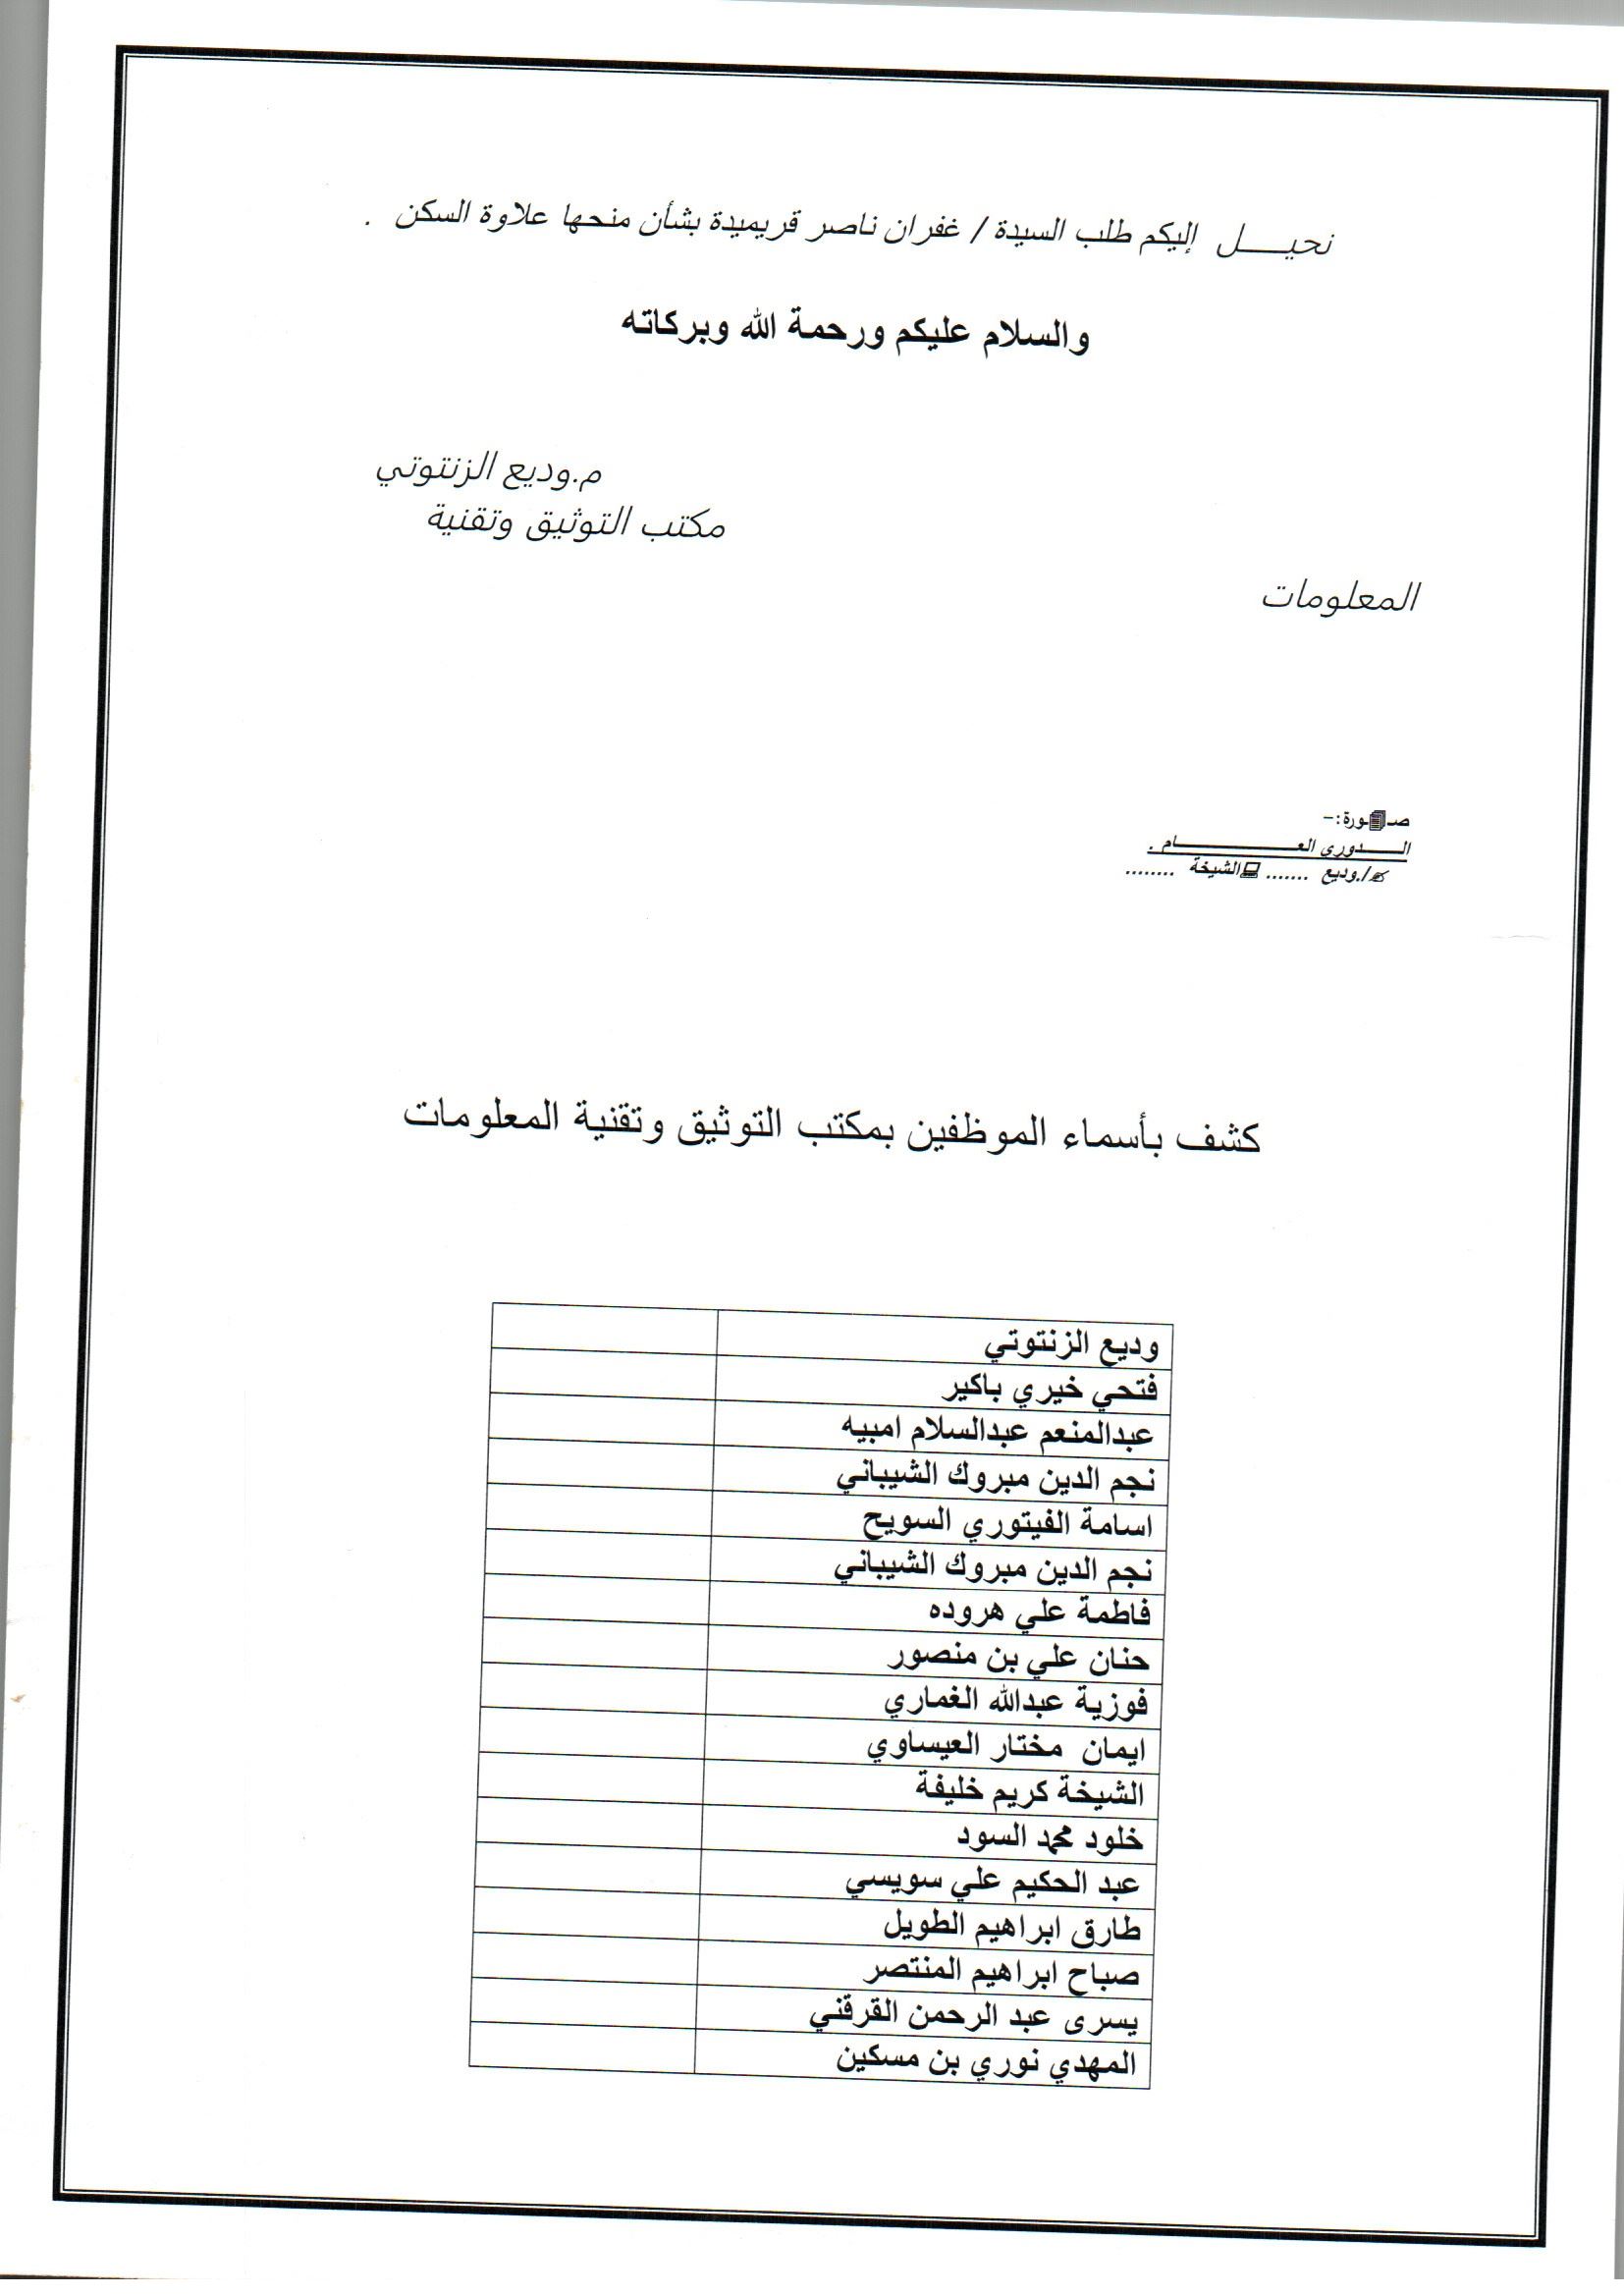 نحيــــل إليكم طلب السيدة / غفران ناصر قريميدة بشأن منحها علاوة السكن .
والسلام عليكم ورحمة الله وبركاته
م.وديع الزنتوتي
مكتب التوثيق وتقنية
المعلومات
صـورة:-
الـــــدوري العـــــــــــــــــام .
/.وديع ....... الشيخة ........
كشف بأسماء الموظفين بمكتب التوثيق وتقنية المعلومات
وديع الزنتوتي
فتحي خيري باكير
عبدالمنعم عبدالسلام امبيه
نجم الدين مبروك الشيباني
اسامة الفيتوري السويح
نجم الدين مبروك الشيباني
فاطمة علي هروده
حنان علي بن منصور
فوزية عبدالله الغماري
ايمان مختار العيساوي
الشيخة كريم خليفة
خلود محمد السود
عبد الحكيم علي سويسي
طارق ابراهيم الطويل
صباح ابراهيم المنتصر
يسرى عبد الرحمن القرقني
المهدي نوري بن مسكين